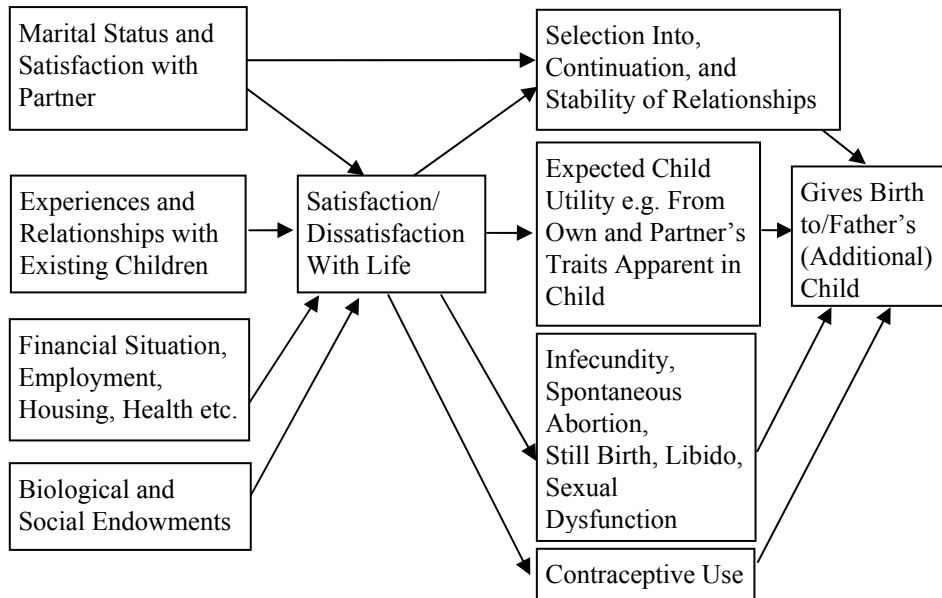 Marital Status and
Satisfaction with
Partner
Experiences and
Relationships with
Existing Children
Financial Situation,
Employment,
Housing, Health etc.
Biological and
Social Endowments
Satisfaction/
Dissatisfaction
With Life
Selection Into,
Continuation, and
Stability of Relationships
Expected Child
Utility e.g. From
Own and Partner's
Traits Apparent in
Child
Infecundity,
Spontaneous
Abortion,
Still Birth, Libido,
Sexual
Dysfunction
Contraceptive Use
Gives Birth
to/Father's
(Additional)
Child